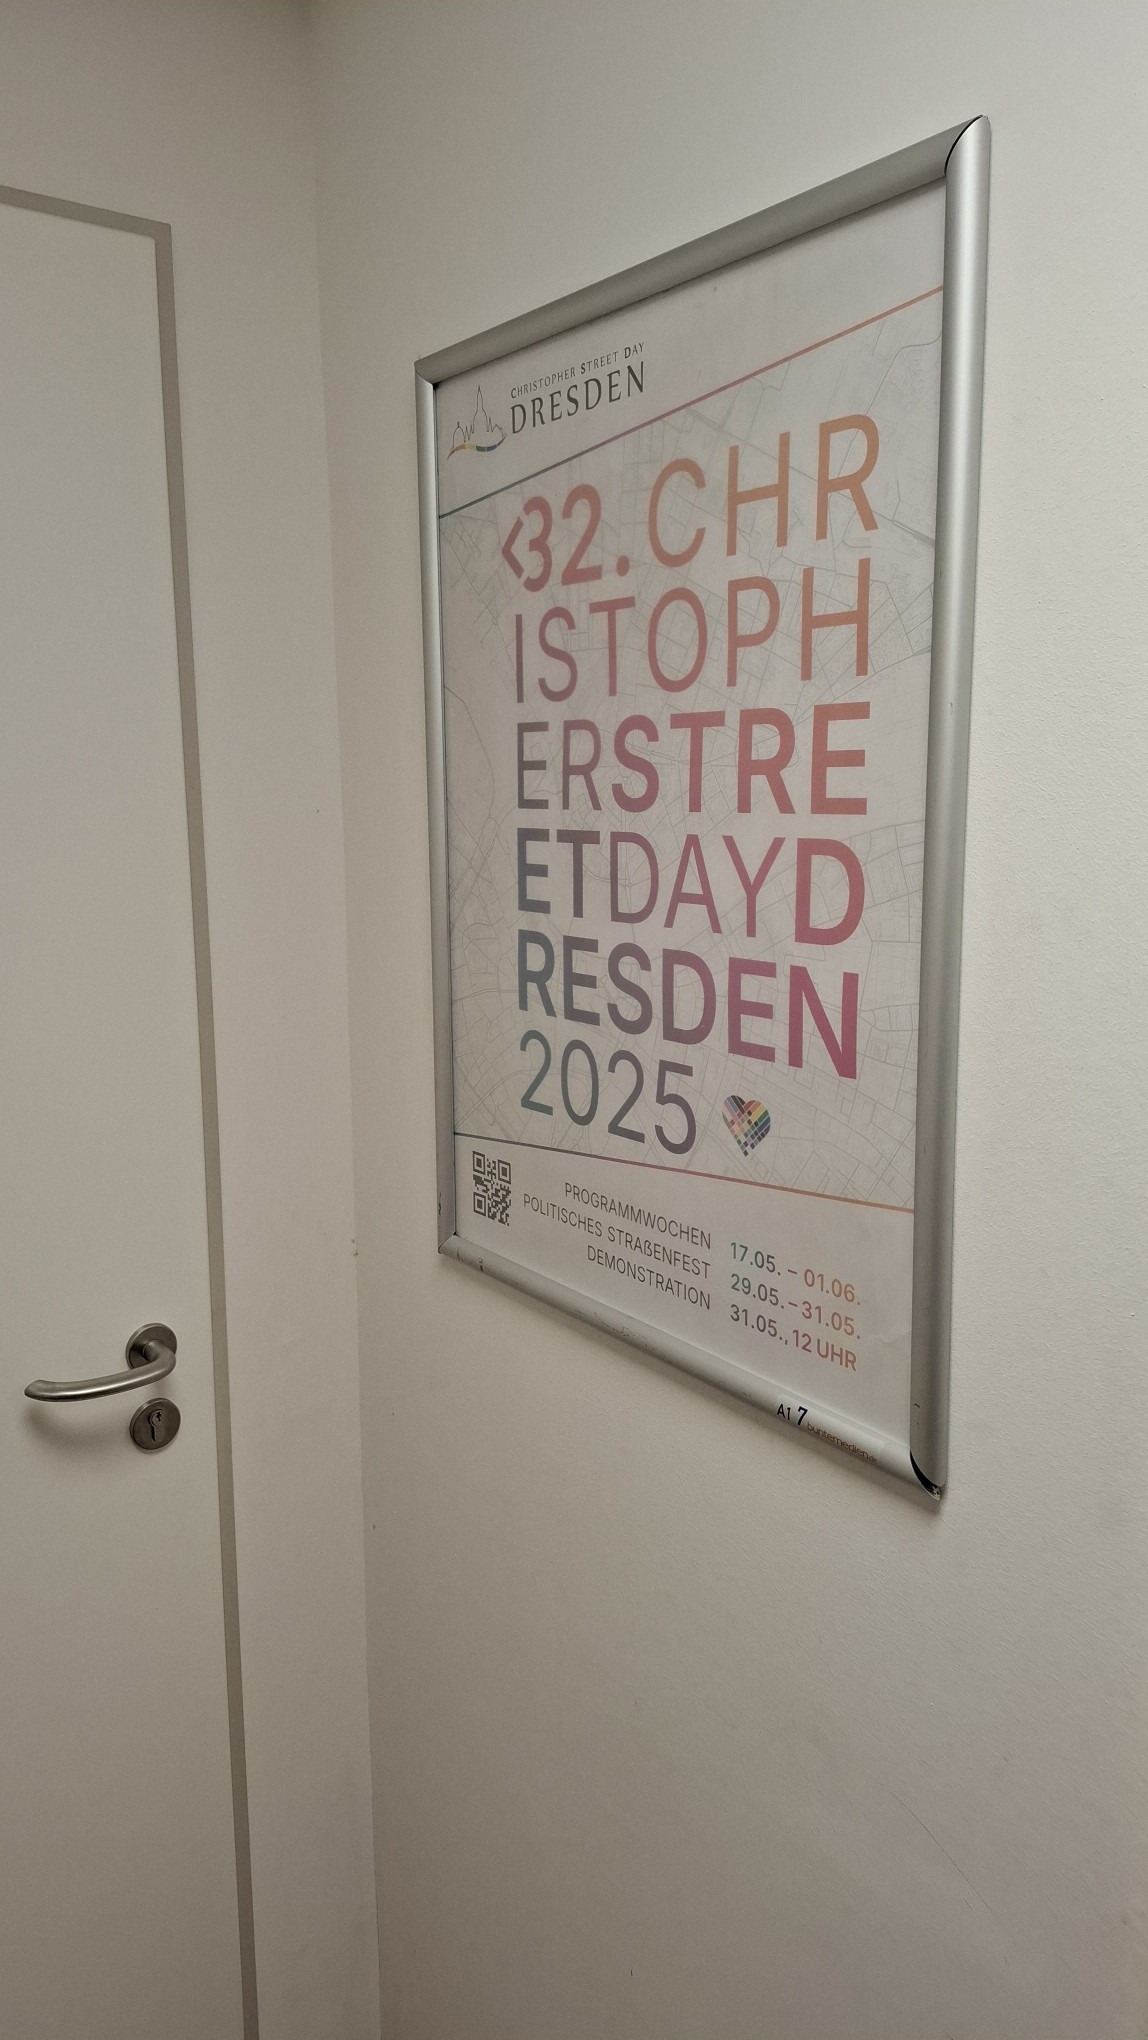 CHRISTOPHER STREET DAY
DRESDEN
<32. CHR
ISTOPH
ERSTRE
ETDAYD
RESDEN
2025
PROGRAMMWOCHEN 17.05. – 01.06.
POLITISCHES STRAßENFEST 29.05. – 31.05.
DEMONSTRATION 31.05., 12 UHR
A1 7